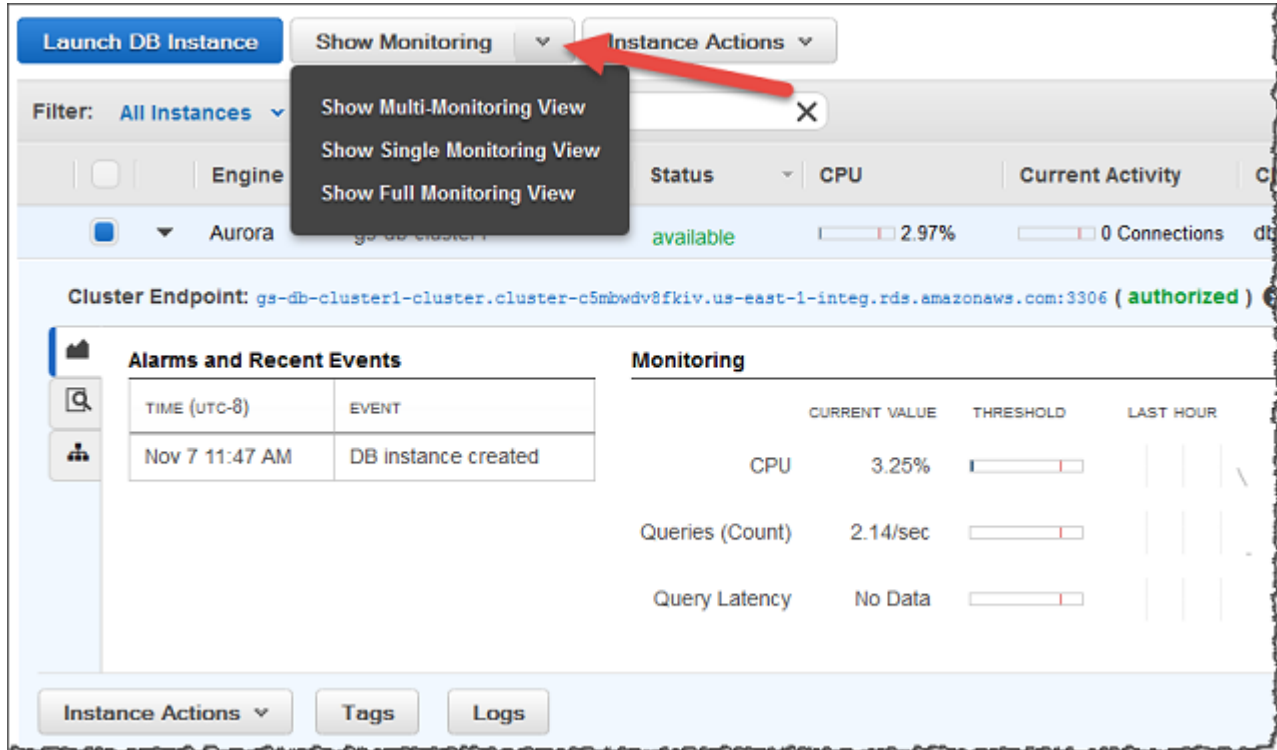 Launch DB Instance Show Monitoring Instance Actions
Show Multi-Monitoring View
Show Single Monitoring View
Show Full Monitoring View
Filter: All Instances
Engine Status CPU Current Activity
Aurora available 2.97% 0 Connections
Cluster Endpoint: gs-db-cluster1-cluster.cluster-c5mbwdv8fkiv.us-east-1-integ.rds.amazonaws.com:3306 ( authorized )
Alarms and Recent Events Monitoring
TIME (UTC-8) EVENT CURRENT VALUE THRESHOLD LAST HOUR
Nov 7 11:47 AM DB instance created CPU 3.25%
Queries (Count) 2.14/sec
Query Latency No Data
Instance Actions Tags Logs